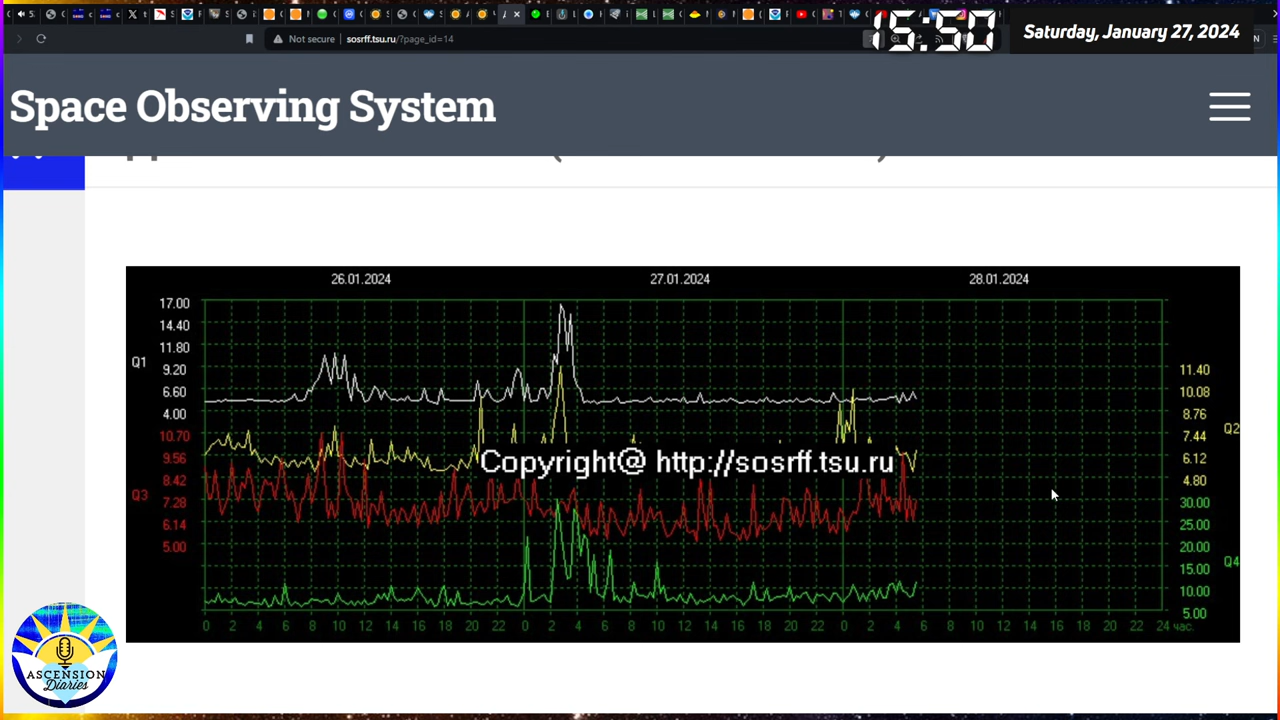 15:50
Saturday, January 27, 2024
Not secure sosrff.tsu.ru/?page_id=14
Space Observing System
26.01.2024 27.01.2024 28.01.2024
17.00
14.40
11.80
Q1
9.20
6.60
4.00
10.70
9.56
8.42
Q3
7.28
6.14
5.00
11.40
10.08
8.76
Q2
7.44
6.12
4.80
30.00
25.00
20.00
Q4
15.00
10.00
5.00
Copyright@ http://sosrff.tsu.ru
0 2 4 6 8 10 12 14 16 18 20 22 0 2 4 6 8 10 12 14 16 18 20 22 0 2 4 6 8 10 12 14 16 18 20 22 24 час.
ASCENSION
Diaries